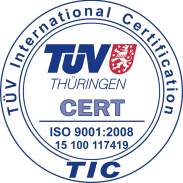 TÜV International Certification
TÜV
THÜRINGEN
CERT
ISO 9001:2008
15 100 117419
TIC